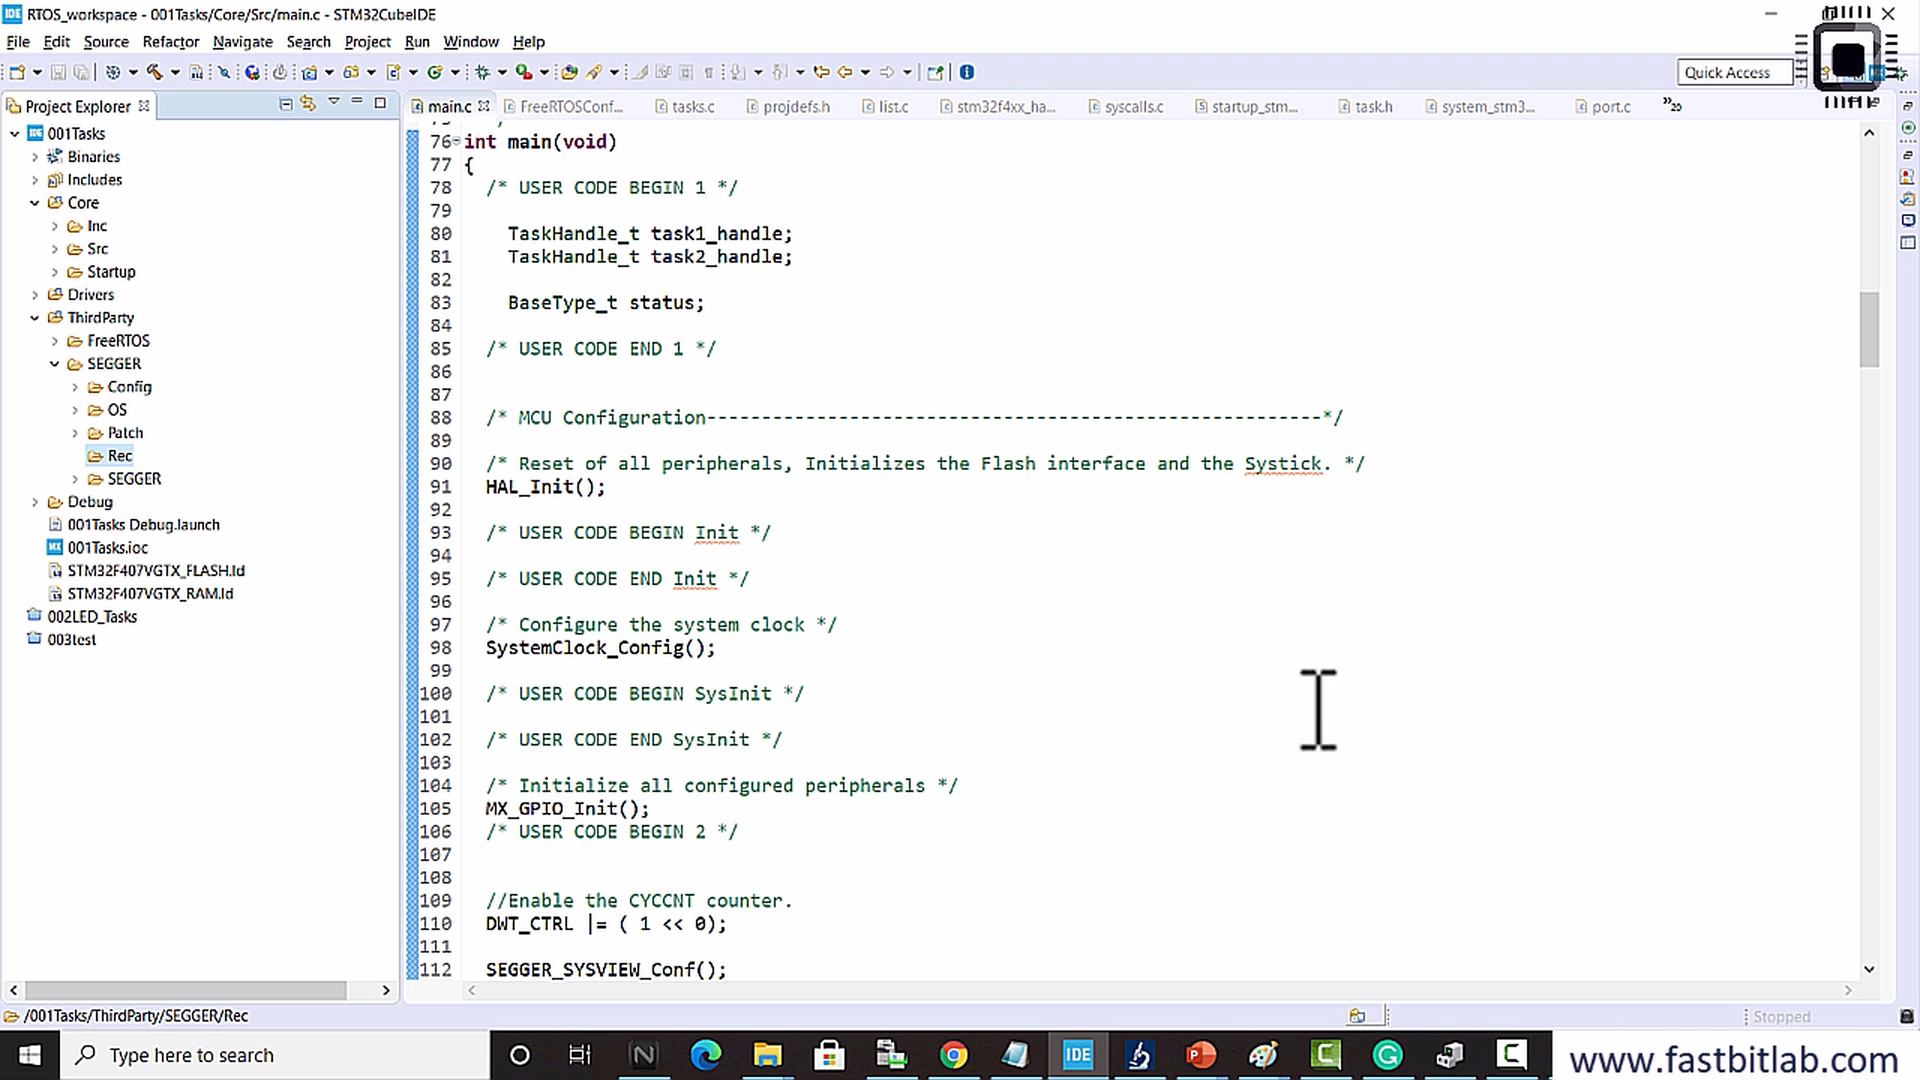 RTOS_workspace - 001Tasks/Core/Src/main.c - STM32CubeIDE
File Edit Source Refactor Navigate Search Project Run Window Help
Quick Access
Project Explorer
main.c FreeRTOSConf... tasks.c projdefs.h list.c stm32f4xx_ha... syscalls.c startup_stm... task.h system_stm3... port.c »20
001Tasks
Binaries
Includes
Core
Inc
Src
Startup
Drivers
ThirdParty
FreeRTOS
SEGGER
Config
OS
Patch
Rec
SEGGER
Debug
001Tasks Debug.launch
001Tasks.ioc
STM32F407VGTX_FLASH.ld
STM32F407VGTX_RAM.ld
002LED_Tasks
003test
76 int main(void)
77 {
78 /* USER CODE BEGIN 1 */
79
80 TaskHandle_t task1_handle;
81 TaskHandle_t task2_handle;
82
83 BaseType_t status;
84
85 /* USER CODE END 1 */
86
87
88 /* MCU Configuration--------------------------------------------------------*/
89
90 /* Reset of all peripherals, Initializes the Flash interface and the Systick. */
91 HAL_Init();
92
93 /* USER CODE BEGIN Init */
94
95 /* USER CODE END Init */
96
97 /* Configure the system clock */
98 SystemClock_Config();
99
100 /* USER CODE BEGIN SysInit */
101
102 /* USER CODE END SysInit */
103
104 /* Initialize all configured peripherals */
105 MX_GPIO_Init();
106 /* USER CODE BEGIN 2 */
107
108
109 //Enable the CYCCNT counter.
110 DWT_CTRL |= ( 1 << 0);
111
112 SEGGER_SYSVIEW_Conf();
/001Tasks/ThirdParty/SEGGER/Rec
Stopped
Type here to search
IDE
www.fastbitlab.com